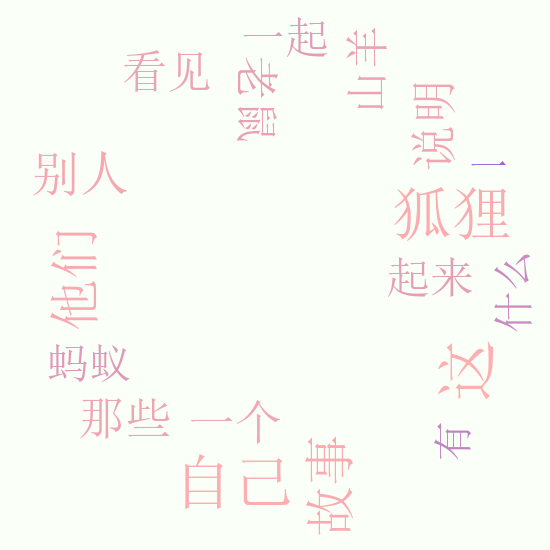 一起
看见
老鼠
山羊
说明
一
别人
狐狸
他们
起来
什么
蚂蚁
这
那些
一个
有
自己
故事